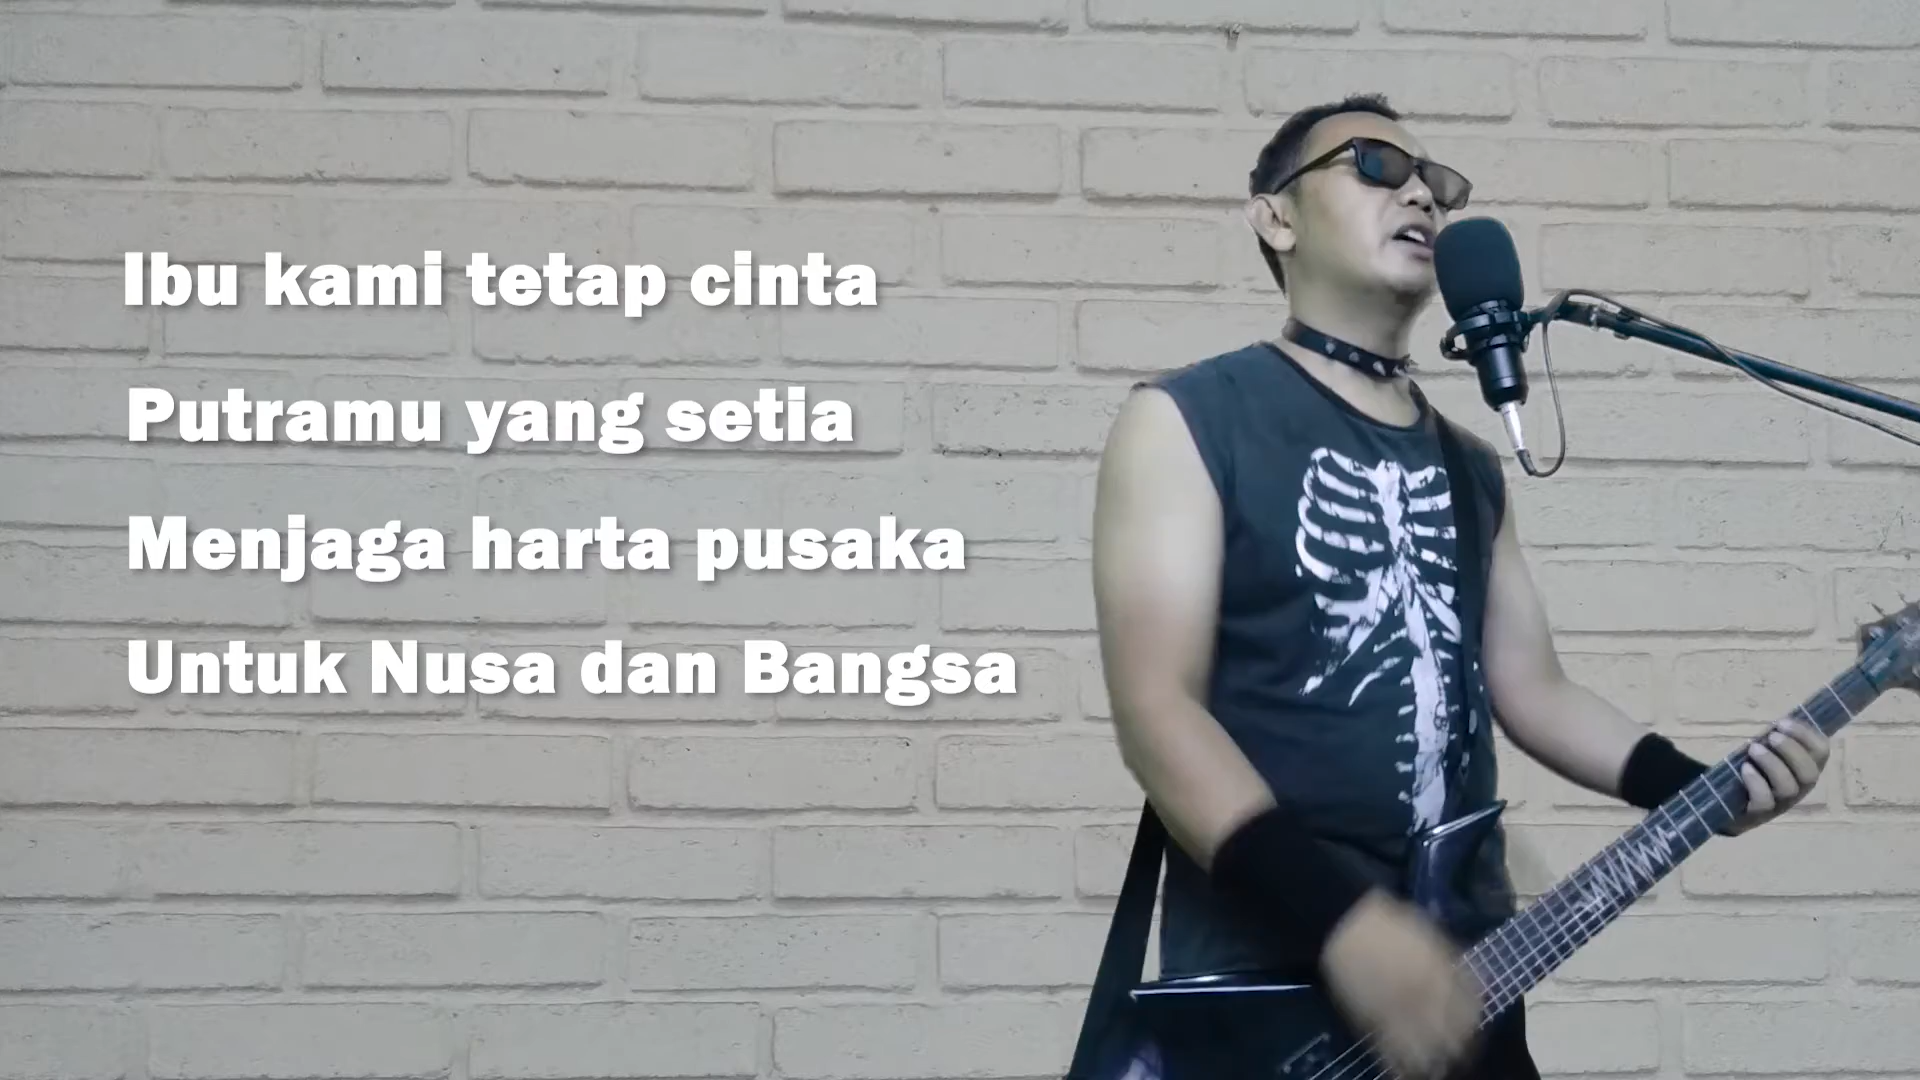 Ibu kami tetap cinta
Putramu yang setia
Menjaga harta pusaka
Untuk Nusa dan Bangsa